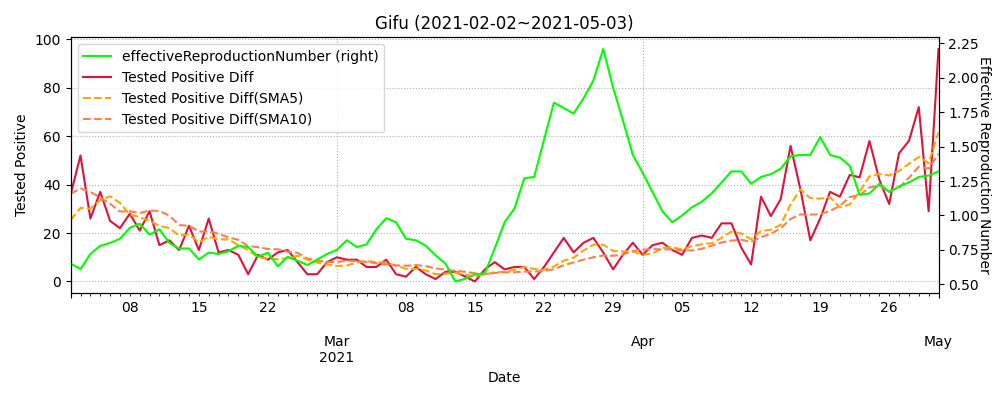 Gifu (2021-02-02~2021-05-03)
effectiveReproductionNumber (right)
Tested Positive Diff
Tested Positive Diff(SMA5)
Tested Positive Diff(SMA10)
Tested Positive
100
80
60
40
20
0
2.25
2.00
1.75
1.50
1.25
1.00
0.75
0.50
Effective Reproduction Number
08 15 22 08 15 22 29 05 12 19 26
Mar Apr May
2021
Date